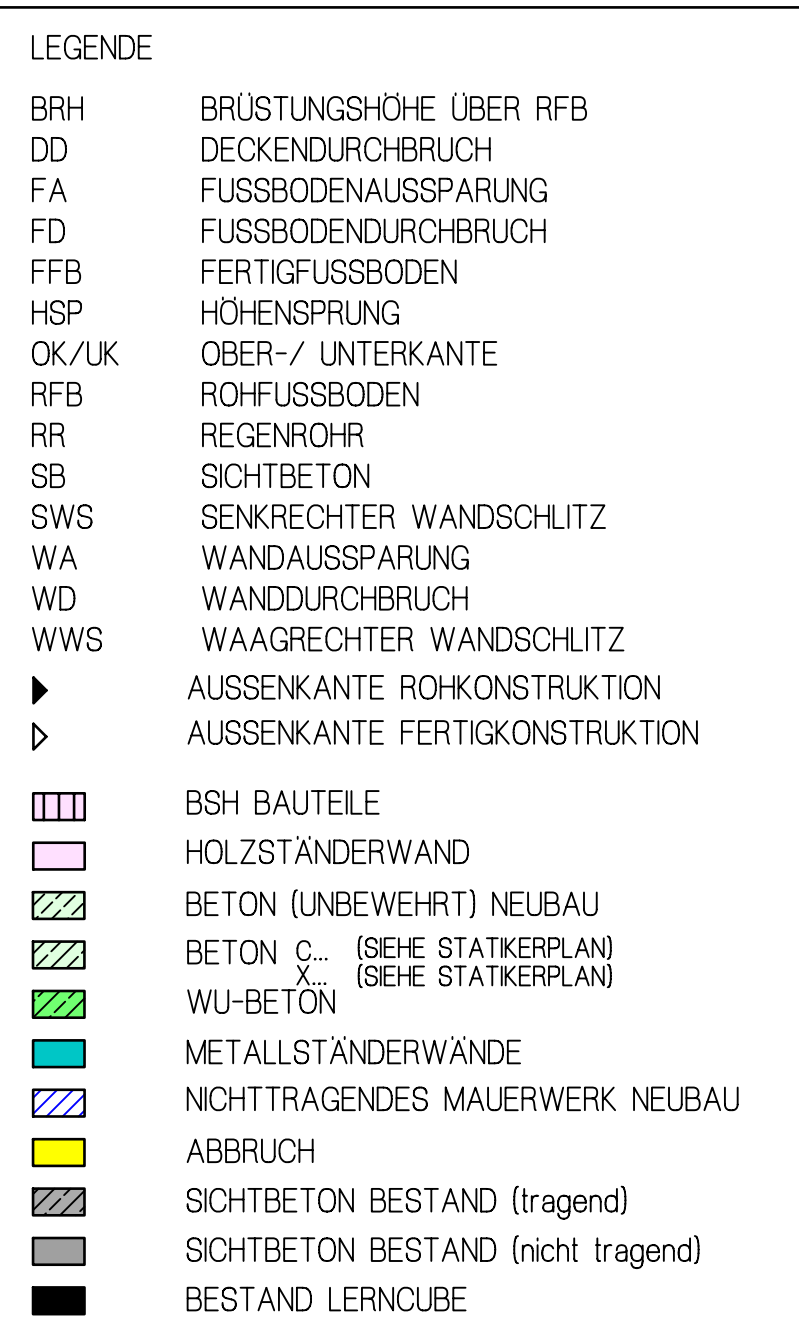 LEGENDE
BRH BRÜSTUNGSHÖHE ÜBER RFB
DD DECKENDURCHBRUCH
FA FUSSBODENAUSSPARUNG
FD FUSSBODENDURCHBRUCH
FFB FERTIGFUSSBODEN
HSP HÖHENSPRUNG
OK/UK OBER-/ UNTERKANTE
RFB ROHFUSSBODEN
RR REGENROHR
SB SICHTBETON
SWS SENKRECHTER WANDSCHLITZ
WA WANDAUSSPARUNG
WD WANDDURCHBRUCH
WWS WAAGRECHTER WANDSCHLITZ
AUSSENKANTE ROHKONSTRUKTION
AUSSENKANTE FERTIGKONSTRUKTION
BSH BAUTEILE
HOLZSTÄNDERWAND
BETON (UNBEWEHRT) NEUBAU
BETON C... (SIEHE STATIKERPLAN)
X... (SIEHE STATIKERPLAN)
WU-BETON
METALLSTÄNDERWÄNDE
NICHTTRAGENDES MAUERWERK NEUBAU
ABBRUCH
SICHTBETON BESTAND (tragend)
SICHTBETON BESTAND (nicht tragend)
BESTAND LERNCUBE